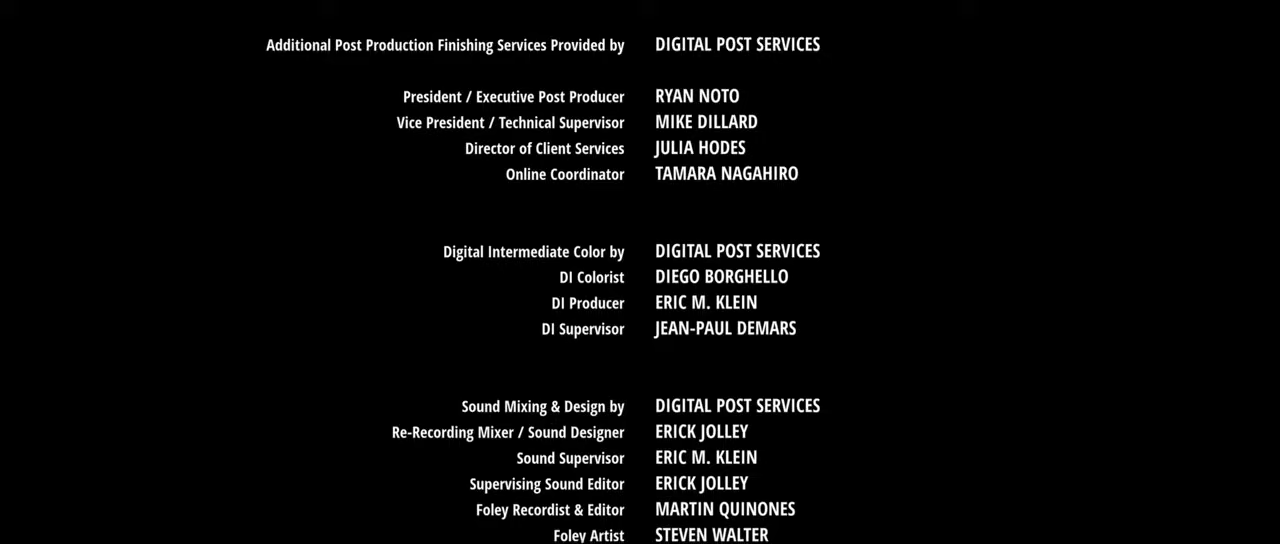 Additional Post Production Finishing Services Provided by DIGITAL POST SERVICES
President / Executive Post Producer RYAN NOTO
Vice President / Technical Supervisor MIKE DILLARD
Director of Client Services JULIA HODES
Online Coordinator TAMARA NAGAHIRO
Digital Intermediate Color by DIGITAL POST SERVICES
DI Colorist DIEGO BORGHELLO
DI Producer ERIC M. KLEIN
DI Supervisor JEAN-PAUL DEMARS
Sound Mixing & Design by DIGITAL POST SERVICES
Re-Recording Mixer / Sound Designer ERICK JOLLEY
Sound Supervisor ERIC M. KLEIN
Supervising Sound Editor ERICK JOLLEY
Foley Recordist & Editor MARTIN QUINONES
Foley Artist STEVEN WALTER